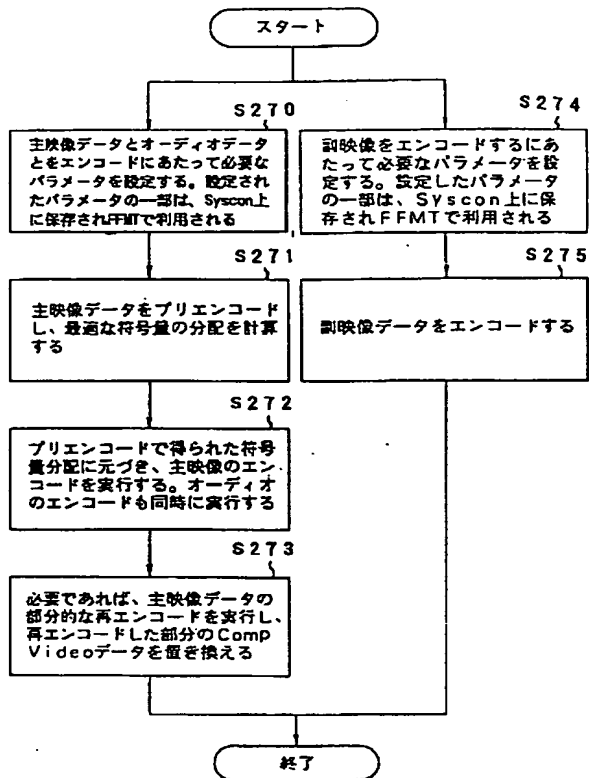 スタート
S270
主映像データとオーディオデータ
とをエンコードにあたって必要な
パラメータを設定する。設定され
たパラメータの一部は、Syscon上
に保存されFFMTで利用される
S271
主映像データをプリエンコード
し、最適な符号量の分配を計算
する
S272
プリエンコードで得られた符号
量分配に元づき、主映像のエン
コードを実行する。オーディオ
のエンコードも同時に実行する
S273
必要であれば、主映像データの
部分的な再エンコードを実行し、
再エンコードした部分のComp
Videoデータを置き換える
S274
副映像をエンコードするにあ
たって必要なパラメータを設
定する。設定したパラメータ
の一部は、Syscon上に保
存されFFMTで利用される
S275
副映像データをエンコードする
終了